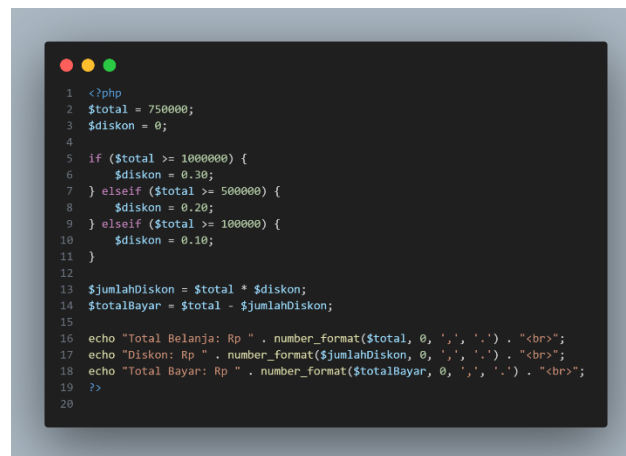 1 <?php
2 $total = 750000;
3 $diskon = 0;
4
5 if ($total >= 1000000) {
6     $diskon = 0.30;
7 } elseif ($total >= 500000) {
8     $diskon = 0.20;
9 } elseif ($total >= 100000) {
10     $diskon = 0.10;
11 }
12
13 $jumlahDiskon = $total * $diskon;
14 $totalBayar = $total - $jumlahDiskon;
15
16 echo "Total Belanja: Rp " . number_format($total, 0, ',', '.') . "<br>";
17 echo "Diskon: Rp " . number_format($jumlahDiskon, 0, ',', '.') . "<br>";
18 echo "Total Bayar: Rp " . number_format($totalBayar, 0, ',', '.') . "<br>";
19 ?>
20